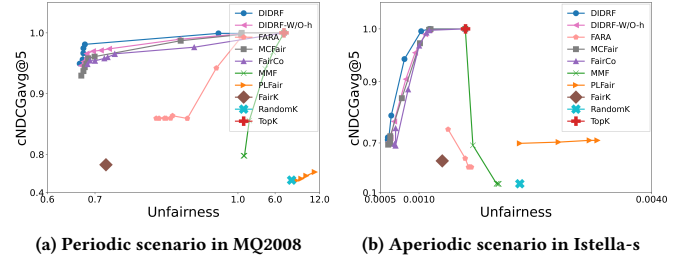 cNDCGavg@5
1.0
0.9
0.8
0.4
0.6
0.7
1.0
6.0
12.0
Unfairness
DIDRF
DIDRF-W/O-h
FARA
MCFair
FairCo
MMF
PLFair
FairK
RandomK
TopK
(a) Periodic scenario in MQ2008
cNDCGavg@5
1.0
0.9
0.7
0.1
0.0005
0.0010
0.0040
Unfairness
DIDRF
DIDRF-W/O-h
FARA
MCFair
FairCo
MMF
PLFair
FairK
RandomK
TopK
(b) Aperiodic scenario in Istella-s